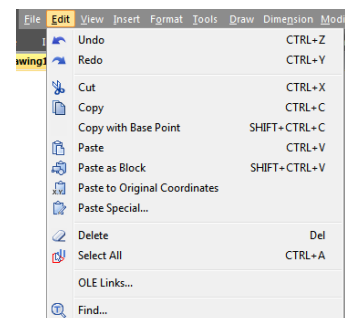 File Edit View Insert Format Tools Draw Dimension Modi
awing1
Undo CTRL+Z
Redo CTRL+Y
Cut CTRL+X
Copy CTRL+C
Copy with Base Point SHIFT+CTRL+C
Paste CTRL+V
Paste as Block SHIFT+CTRL+V
Paste to Original Coordinates
Paste Special...
Delete Del
Select All CTRL+A
OLE Links...
Find...